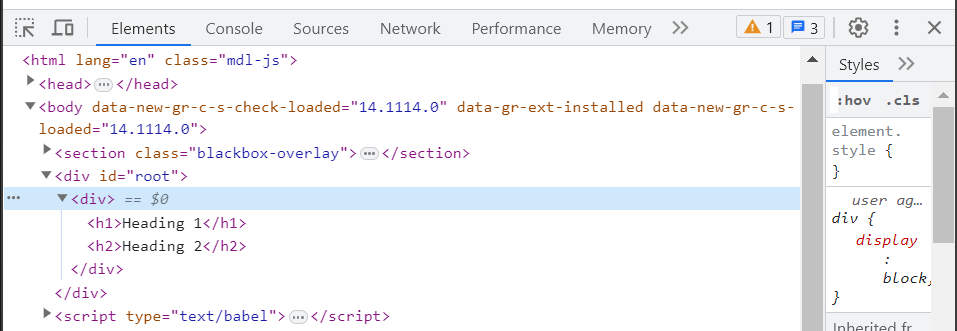 Elements Console Sources Network Performance Memory 1 3
<html lang="en" class="mdl-js">
<head>…</head>
<body data-new-gr-c-s-check-loaded="14.1114.0" data-gr-ext-installed data-new-gr-c-s-
loaded="14.1114.0">
<section class="blackbox-overlay">…</section>
<div id="root">
… <div> == $0
<h1>Heading 1</h1>
<h2>Heading 2</h2>
</div>
</div>
<script type="text/babel">…</script>
Styles
:hov .cls
element.
style {
}
user ag…
div {
display
:
block;
}
Inherited fr